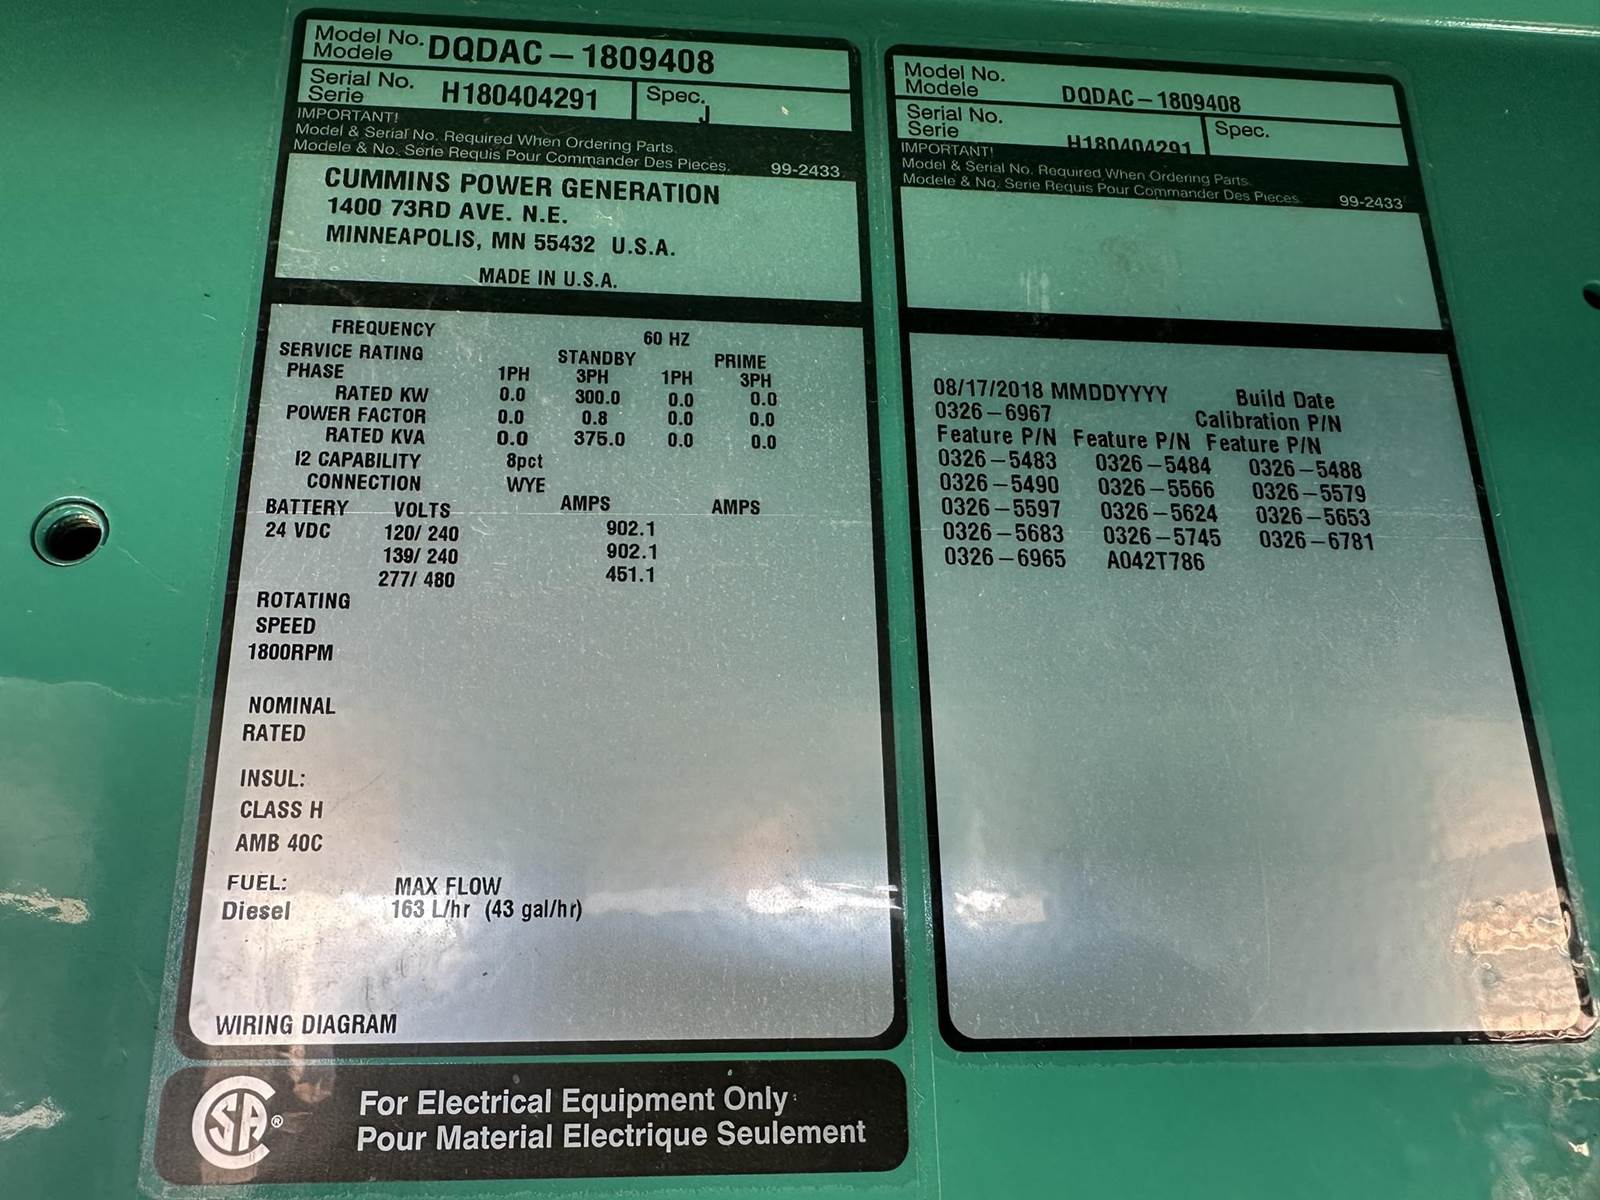 Model No.
Modele DQDAC-1809408
Serial No.
Serie H180404291 Spec. J
IMPORTANT!
Model & Serial No. Required When Ordering Parts.
Modele & No. Serie Requis Pour Commander Des Pieces. 99-2433
CUMMINS POWER GENERATION
1400 73RD AVE. N.E.
MINNEAPOLIS, MN 55432 U.S.A.
MADE IN U.S.A.
FREQUENCY 60 HZ
SERVICE RATING STANDBY PRIME
PHASE 1PH 3PH 1PH 3PH
RATED KW 0.0 300.0 0.0 0.0
POWER FACTOR 0.0 0.8 0.0 0.0
RATED KVA 0.0 375.0 0.0 0.0
I2 CAPABILITY 8pct
CONNECTION WYE
BATTERY VOLTS AMPS AMPS
24 VDC 120/ 240 902.1
139/ 240 902.1
277/ 480 451.1
ROTATING
SPEED
1800RPM
NOMINAL
RATED
INSUL:
CLASS H
AMB 40C
FUEL: MAX FLOW
Diesel 163 L/hr (43 gal/hr)
WIRING DIAGRAM
CSA®
For Electrical Equipment Only
Pour Material Electrique Seulement
Model No.
Modele DQDAC-1809408
Serial No.
Serie H180404291 Spec.
IMPORTANT!
Model & Serial No. Required When Ordering Parts.
Modele & No. Serie Requis Pour Commander Des Pieces. 99-2433
08/17/2018 MMDDYYYY Build Date
0326-6967 Calibration P/N
Feature P/N Feature P/N Feature P/N
0326-5483 0326-5484 0326-5488
0326-5490 0326-5566 0326-5579
0326-5597 0326-5624 0326-5653
0326-5683 0326-5745 0326-6781
0326-6965 A042T786